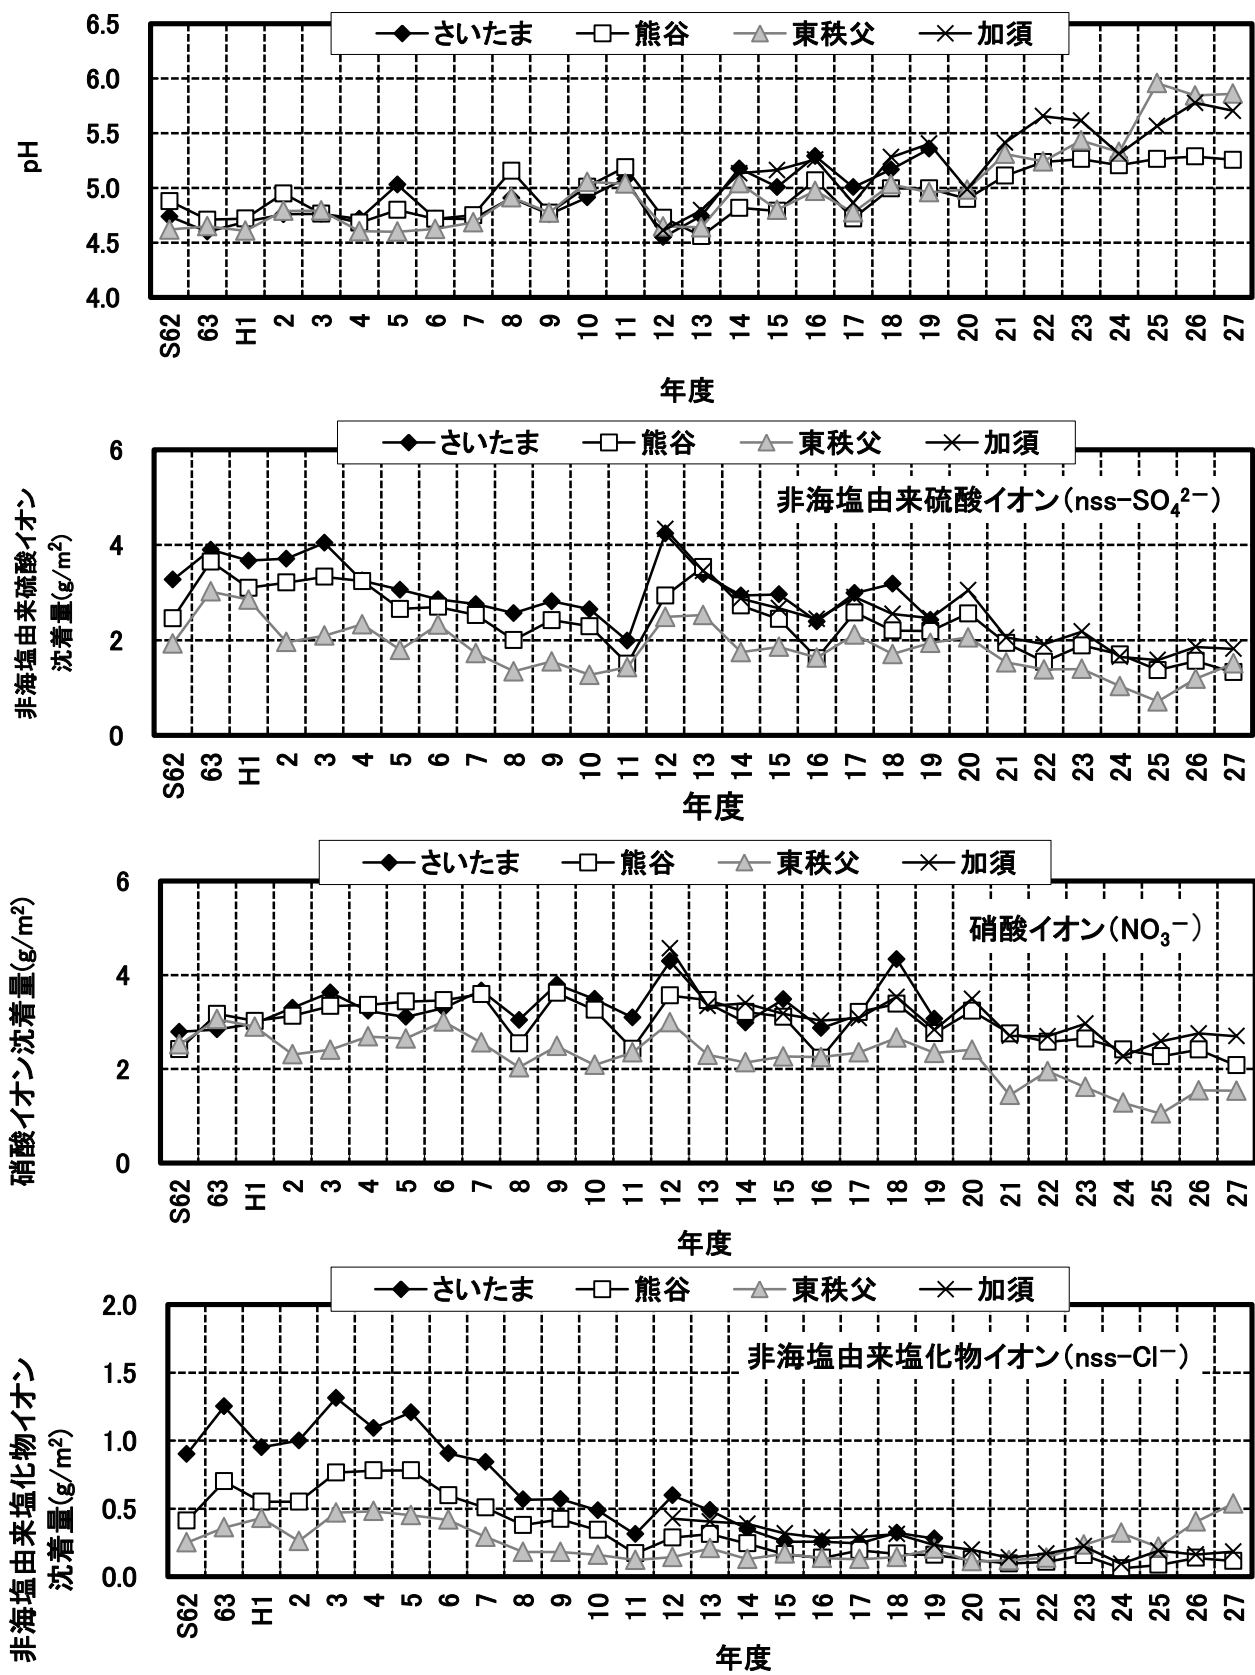 さいたま 熊谷 東秩父 加須
6.5
6.0
5.5
5.0
4.5
4.0
pH
S62 63 H1 2 3 4 5 6 7 8 9 10 11 12 13 14 15 16 17 18 19 20 21 22 23 24 25 26 27
年度
さいたま 熊谷 東秩父 加須
非海塩由来硫酸イオン(nss-SO₄²⁻)
6
4
2
0
非海塩由来硫酸イオン
沈着量(g/m²)
S62 63 H1 2 3 4 5 6 7 8 9 10 11 12 13 14 15 16 17 18 19 20 21 22 23 24 25 26 27
年度
さいたま 熊谷 東秩父 加須
硝酸イオン(NO₃⁻)
6
4
2
0
硝酸イオン沈着量(g/m²)
S62 63 H1 2 3 4 5 6 7 8 9 10 11 12 13 14 15 16 17 18 19 20 21 22 23 24 25 26 27
年度
さいたま 熊谷 東秩父 加須
非海塩由来塩化物イオン(nss-Cl⁻)
2.0
1.5
1.0
0.5
0.0
非海塩由来塩化物イオン
沈着量(g/m²)
S62 63 H1 2 3 4 5 6 7 8 9 10 11 12 13 14 15 16 17 18 19 20 21 22 23 24 25 26 27
年度